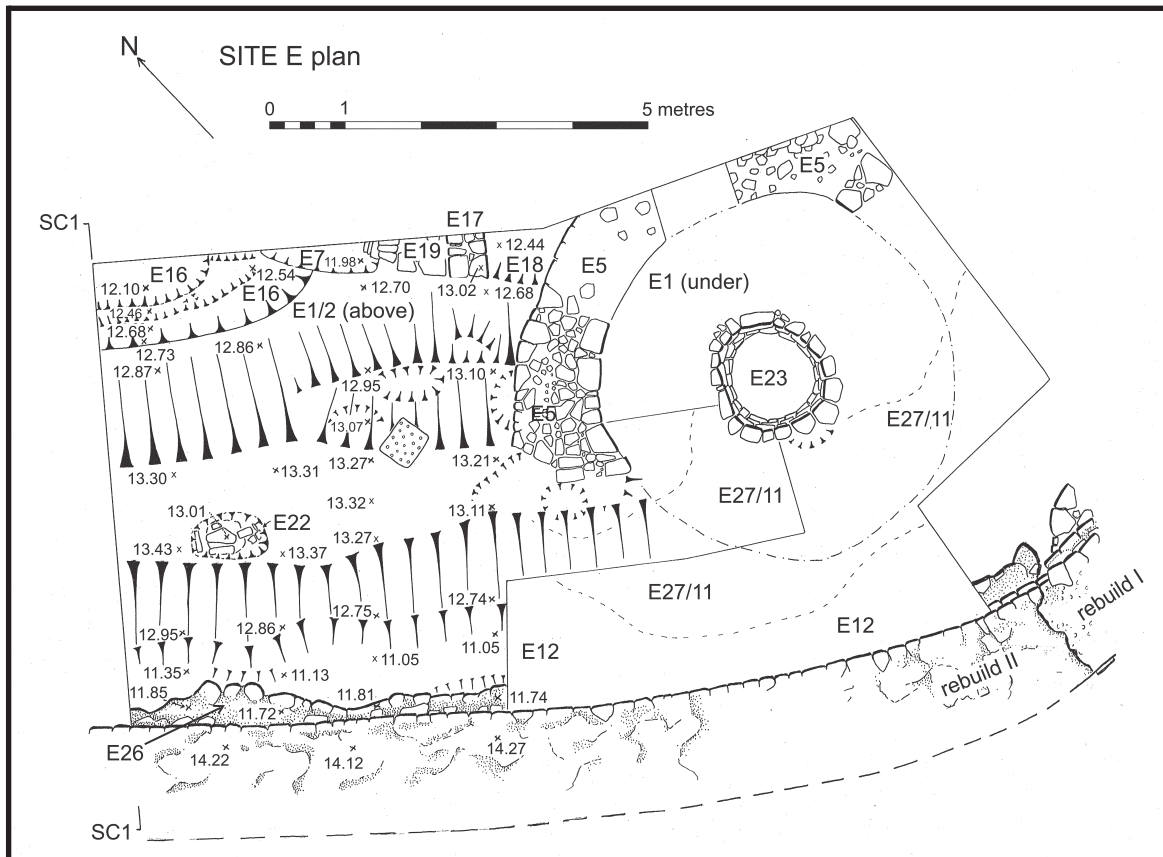 N
SITE E plan
0 1 5 metres
E5
SC1
E17
E7 11.98 E19 12.44
E16 12.54 E18
12.10 E16 12.70 13.02 12.68 E5
E1 (under)
12.46
E1/2 (above)
12.68
12.73 12.86
12.87 12.95 13.10
E23
13.07 E5 E27/11
13.30 13.31 13.27 13.21
13.32 13.11 E27/11
13.01 E22
13.43 13.37 13.27
12.95 12.86 12.75 12.74 E27/11
rebuild I
11.35 11.13 11.05 11.05 E12 E12
11.85 11.81 11.74 rebuild II
11.72
E26
14.22 14.12 14.27
SC1